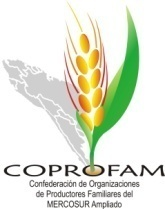 COPROFAM
Confederación de Organizaciones
de Productores Familiares del
MERCOSUR Ampliado